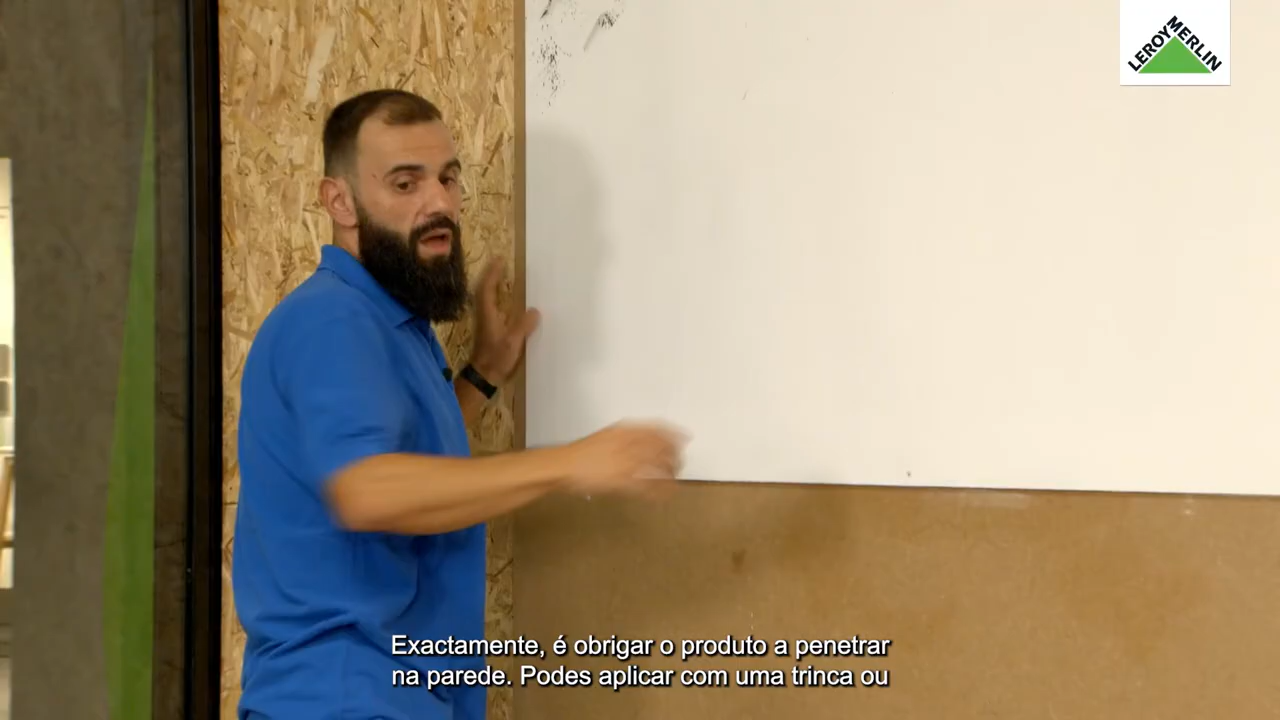 LEROY MERLIN
Exactamente, é obrigar o produto a penetrar
na parede. Podes aplicar com uma trinca ou